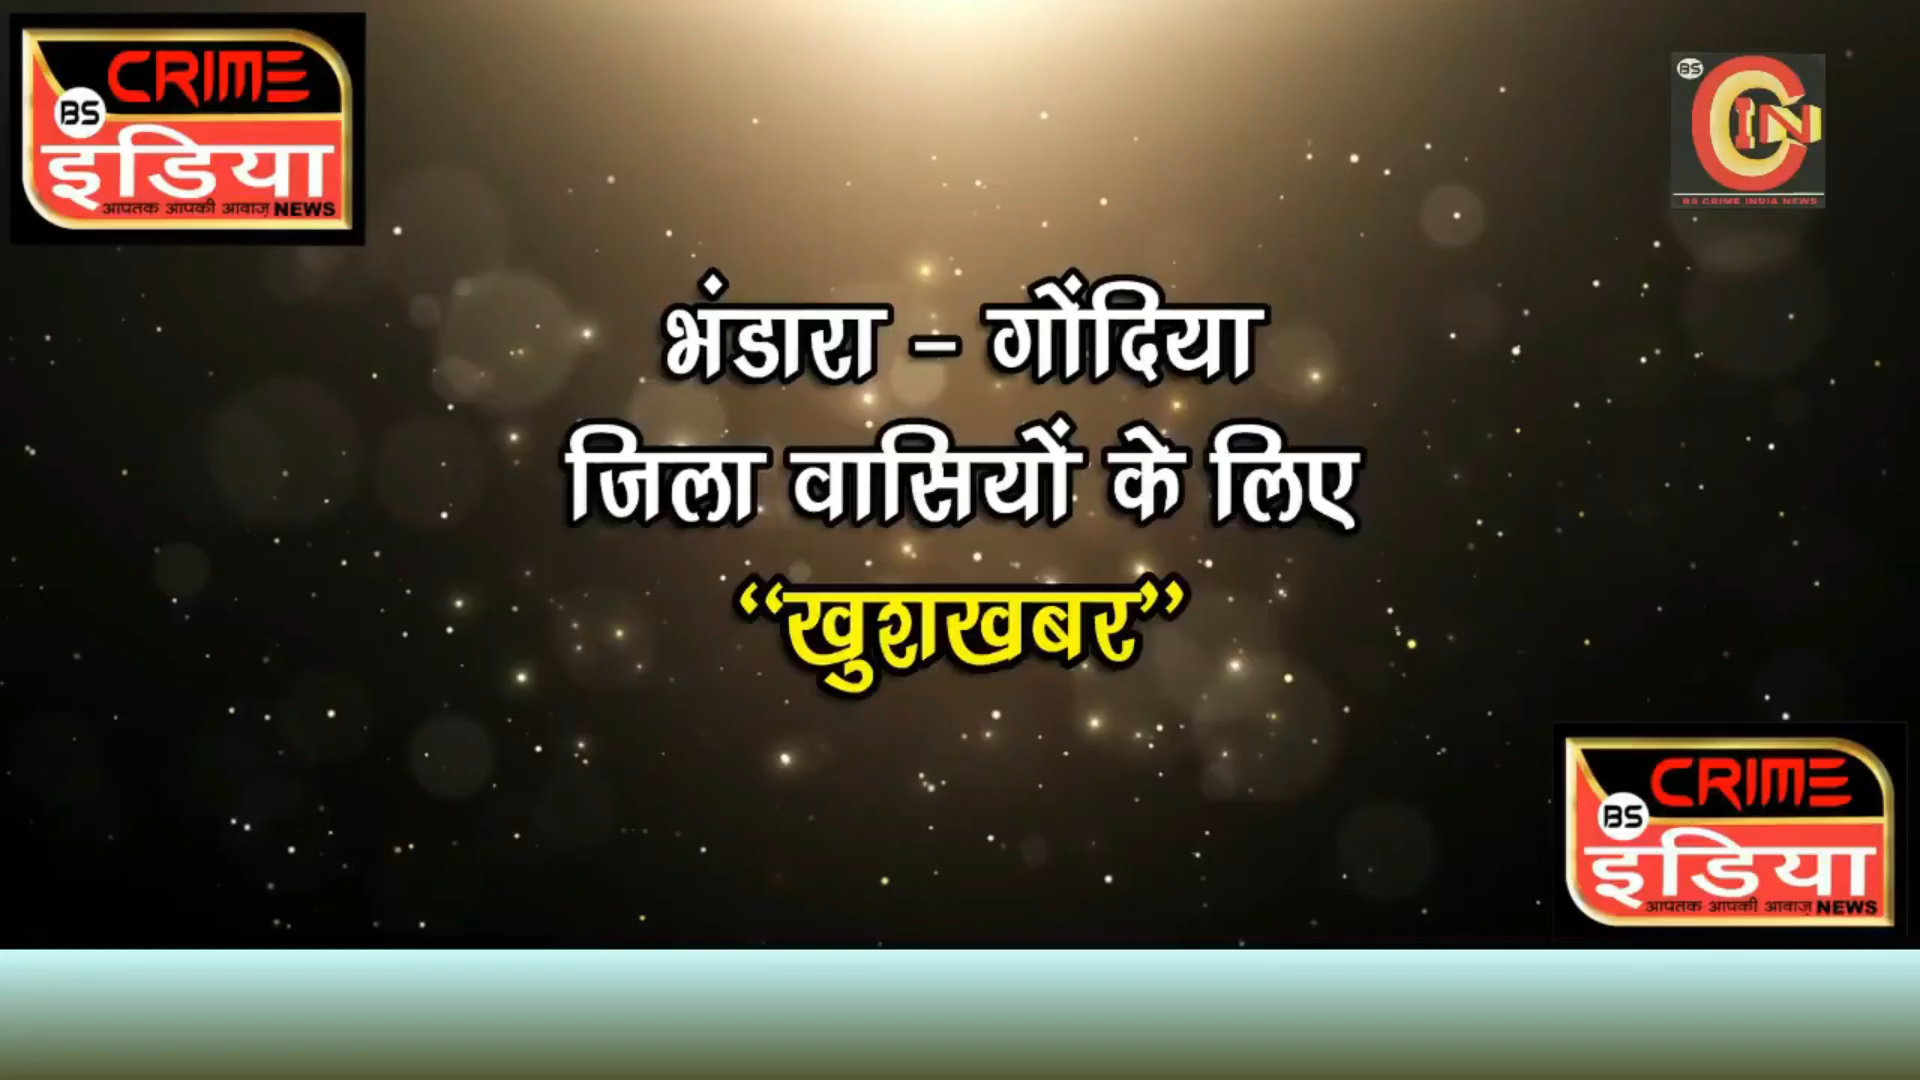 CRIME
BS
इंडिया
आपतक आपकी आवाज़ NEWS
BS
C IN
BS CRIME INDIA NEWS
भंडारा - गोंदिया
जिला वासियों के लिए
“खुशखबर”
CRIME
BS
इंडिया
आपतक आपकी आवाज़ NEWS